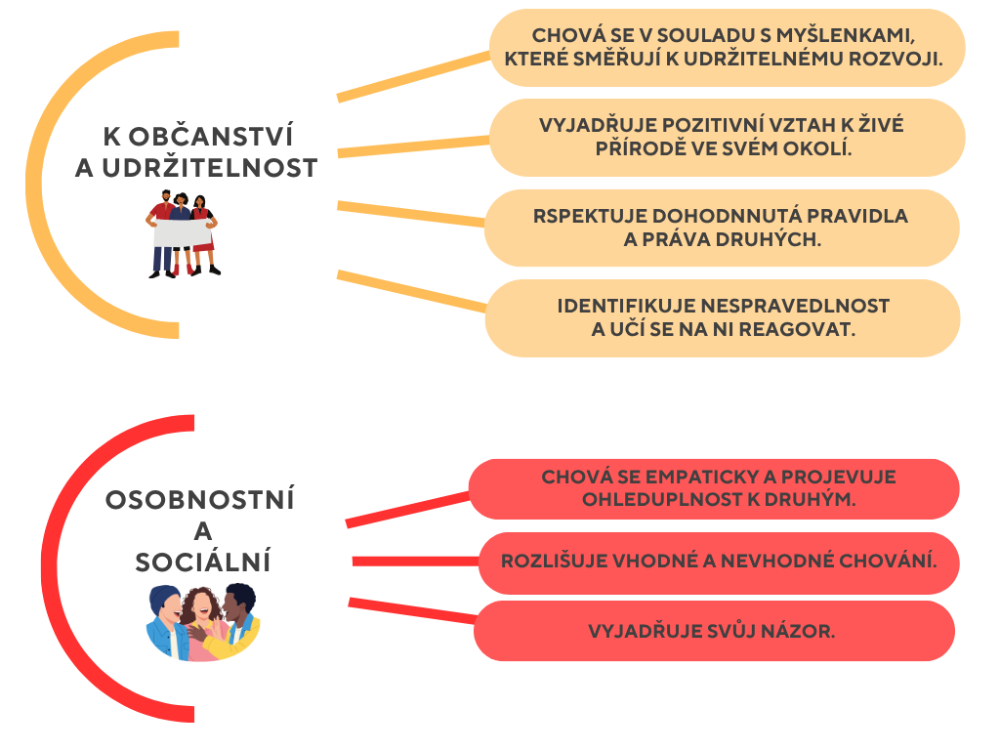 K OBČANSTVÍ
A UDRŽITELNOST
CHOVÁ SE V SOULADU S MYŠLENKAMI,
KTERÉ SMĚŘUJÍ K UDRŽITELNÉMU ROZVOJI.
VYJADŘUJE POZITIVNÍ VZTAH K ŽIVÉ
PŘÍRODĚ VE SVÉM OKOLÍ.
RSPEKTUJE DOHODNNUTÁ PRAVIDLA
A PRÁVA DRUHÝCH.
IDENTIFIKUJE NESPRAVEDLNOST
A UČÍ SE NA NI REAGOVAT.
OSOBNOSTNÍ
A
SOCIÁLNÍ
CHOVÁ SE EMPATICKY A PROJEVUJE
OHLEDUPLNOST K DRUHÝM.
ROZLIŠUJE VHODNÉ A NEVHODNÉ CHOVÁNÍ.
VYJADŘUJE SVŮJ NÁZOR.